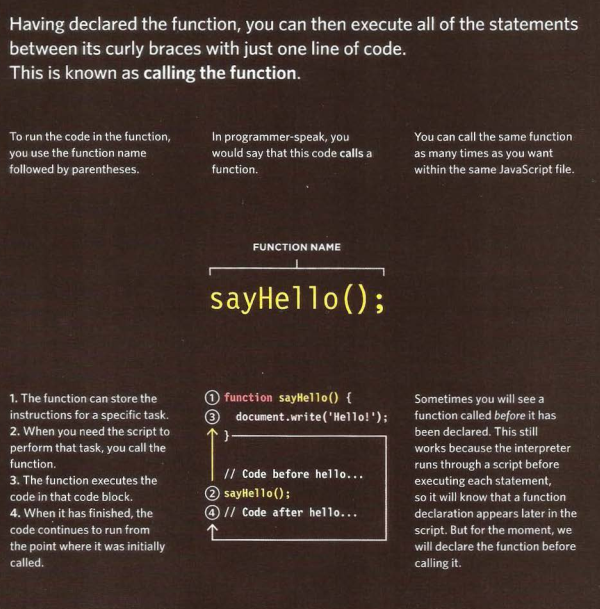 Having declared the function, you can then execute all of the statements
between its curly braces with just one line of code.
This is known as calling the function.
To run the code in the function,
you use the function name
followed by parentheses.
In programmer-speak, you
would say that this code calls a
function.
You can call the same function
as many times as you want
within the same JavaScript file.
FUNCTION NAME
sayHello();
1. The function can store the
instructions for a specific task.
2. When you need the script to
perform that task, you call the
function.
3. The function executes the
code in that code block.
4. When it has finished, the
code continues to run from
the point where it was initially
called.
1 function sayHello() {
3 document.write('Hello!');
}
// Code before hello...
2 sayHello();
4 // Code after hello...
Sometimes you will see a
function called before it has
been declared. This still
works because the interpreter
runs through a script before
executing each statement,
so it will know that a function
declaration appears later in the
script. But for the moment, we
will declare the function before
calling it.